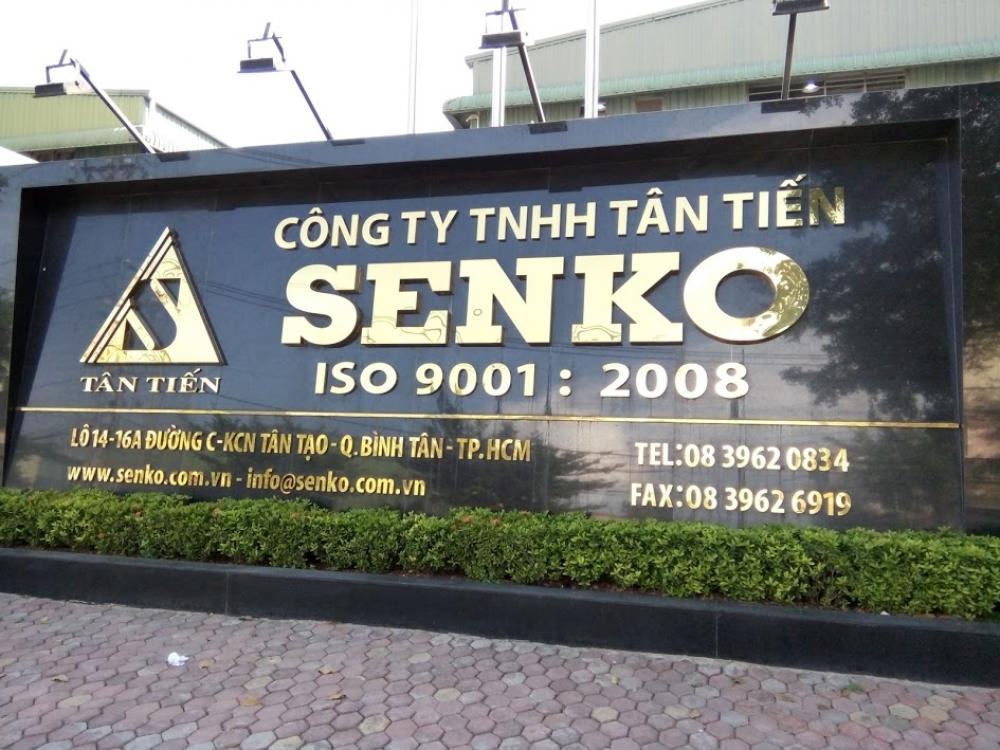 CÔNG TY TNHH TÂN TIẾN
SENKO
ISO 9001 : 2008
TÂN TIẾN
LÔ 14-16A ĐƯỜNG C-KCN TÂN TẠO - Q. BÌNH TÂN - TP.HCM
www.senko.com.vn - info@senko.com.vn
TEL: 08 3962 0834
FAX: 08 3962 6919